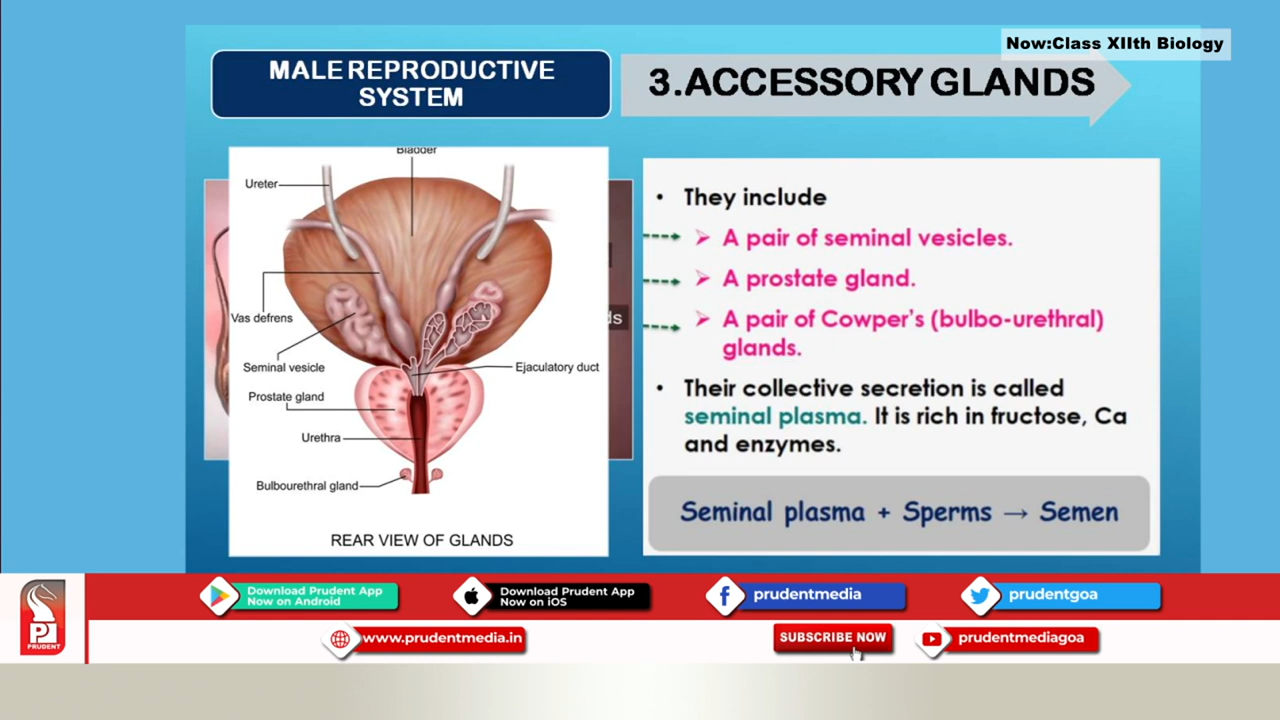 Now:Class XIIth Biology
MALE REPRODUCTIVE
SYSTEM
3.ACCESSORY GLANDS
Bladder
Ureter
Vas defrens
Seminal vesicle
Ejaculatory duct
Prostate gland
Urethra
Bulbourethral gland
REAR VIEW OF GLANDS
• They include
➢ A pair of seminal vesicles.
➢ A prostate gland.
➢ A pair of Cowper's (bulbo-urethral)
glands.
• Their collective secretion is called
seminal plasma. It is rich in fructose, Ca
and enzymes.
Seminal plasma + Sperms → Semen
PRUDENT
Download Prudent App
Now on Android
Download Prudent App
Now on iOS
prudentmedia
prudentgoa
www.prudentmedia.in
SUBSCRIBE NOW
prudentmediagoa